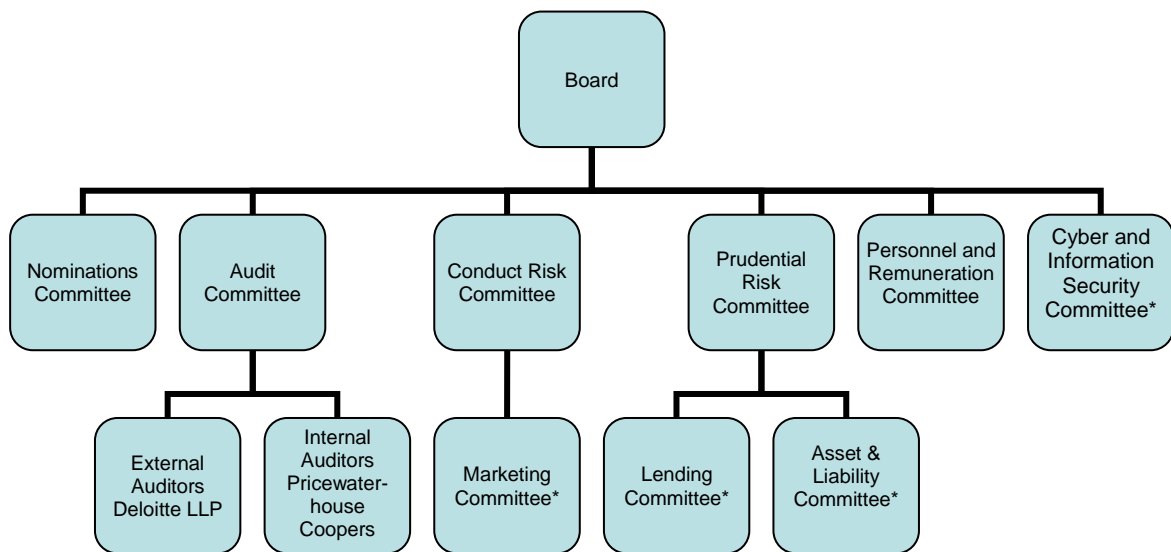 Board
Nominations
Committee
Audit
Committee
Conduct Risk
Committee
Prudential
Risk
Committee
Personnel and
Remuneration
Committee
Cyber and
Information
Security
Committee*
External
Auditors
Deloitte LLP
Internal
Auditors
Pricewater-
house
Coopers
Marketing
Committee*
Lending
Committee*
Asset &
Liability
Committee*